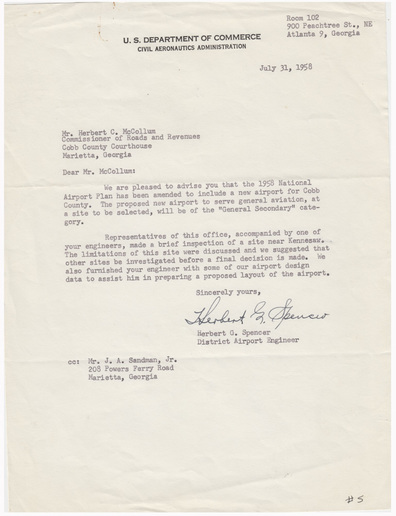 Room 102
900 Peachtree St., NE
Atlanta 9, Georgia
U. S. DEPARTMENT OF COMMERCE
CIVIL AERONAUTICS ADMINISTRATION
July 31, 1958
Mr. Herbert C. McCollum
Commissioner of Roads and Revenues
Cobb County Courthouse
Marietta, Georgia
Dear Mr. McCollum:
We are pleased to advise you that the 1958 National
Airport Plan has been amended to include a new airport for Cobb
County. The proposed new airport to serve general aviation, at
a site to be selected, will be of the "General Secondary" cate-
gory.
Representatives of this office, accompanied by one of
your engineers, made a brief inspection of a site near Kennesaw.
The limitations of this site were discussed and we suggested that
other sites be investigated before a final decision is made. We
also furnished your engineer with some of our airport design
data to assist him in preparing a proposed layout of the airport.
Sincerely yours,
Herbert G. Spencer
Herbert G. Spencer
District Airport Engineer
cc: Mr. J. A. Sandman, Jr.
208 Powers Ferry Road
Marietta, Georgia
#5